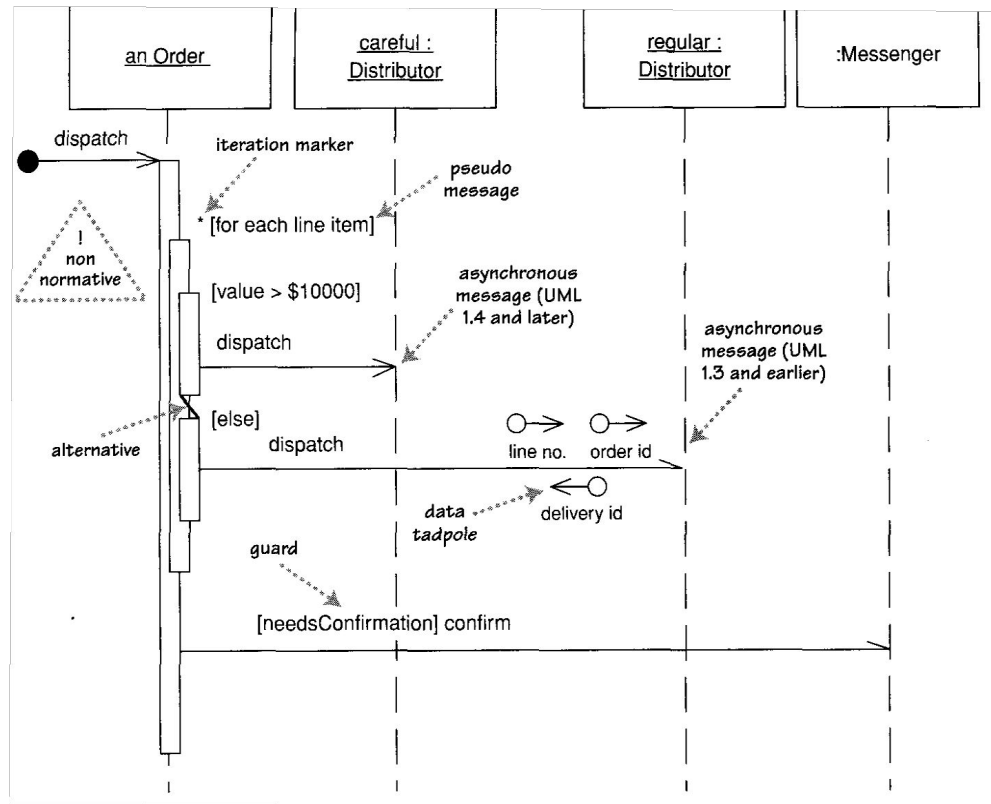 an Order
careful :
Distributor
regular :
Distributor
:Messenger
dispatch
iteration marker
pseudo
message
* [for each line item]
!
non
normative
[value > $10000]
asynchronous
message (UML
1.4 and later)
dispatch
asynchronous
message (UML
1.3 and earlier)
alternative
[else]
dispatch
line no.
order id
data
tadpole
delivery id
guard
[needsConfirmation] confirm